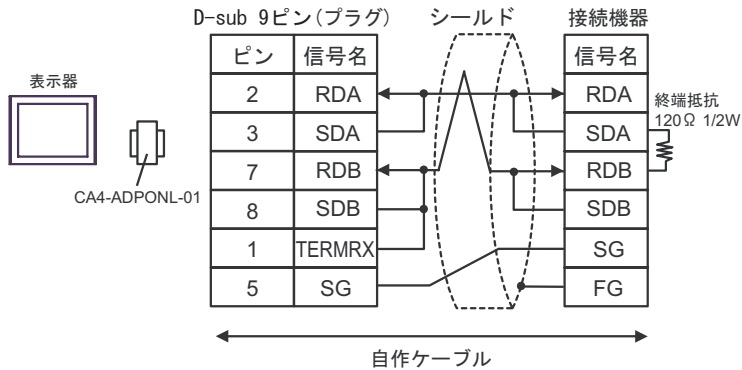 D-sub 9ピン(プラグ) シールド 接続機器
ピン 信号名 信号名
表示器
2 RDA RDA
終端抵抗
120Ω 1/2W
3 SDA SDA
7 RDB RDB
CA4-ADPONL-01
8 SDB SDB
1 TERMRX SG
5 SG FG
自作ケーブル